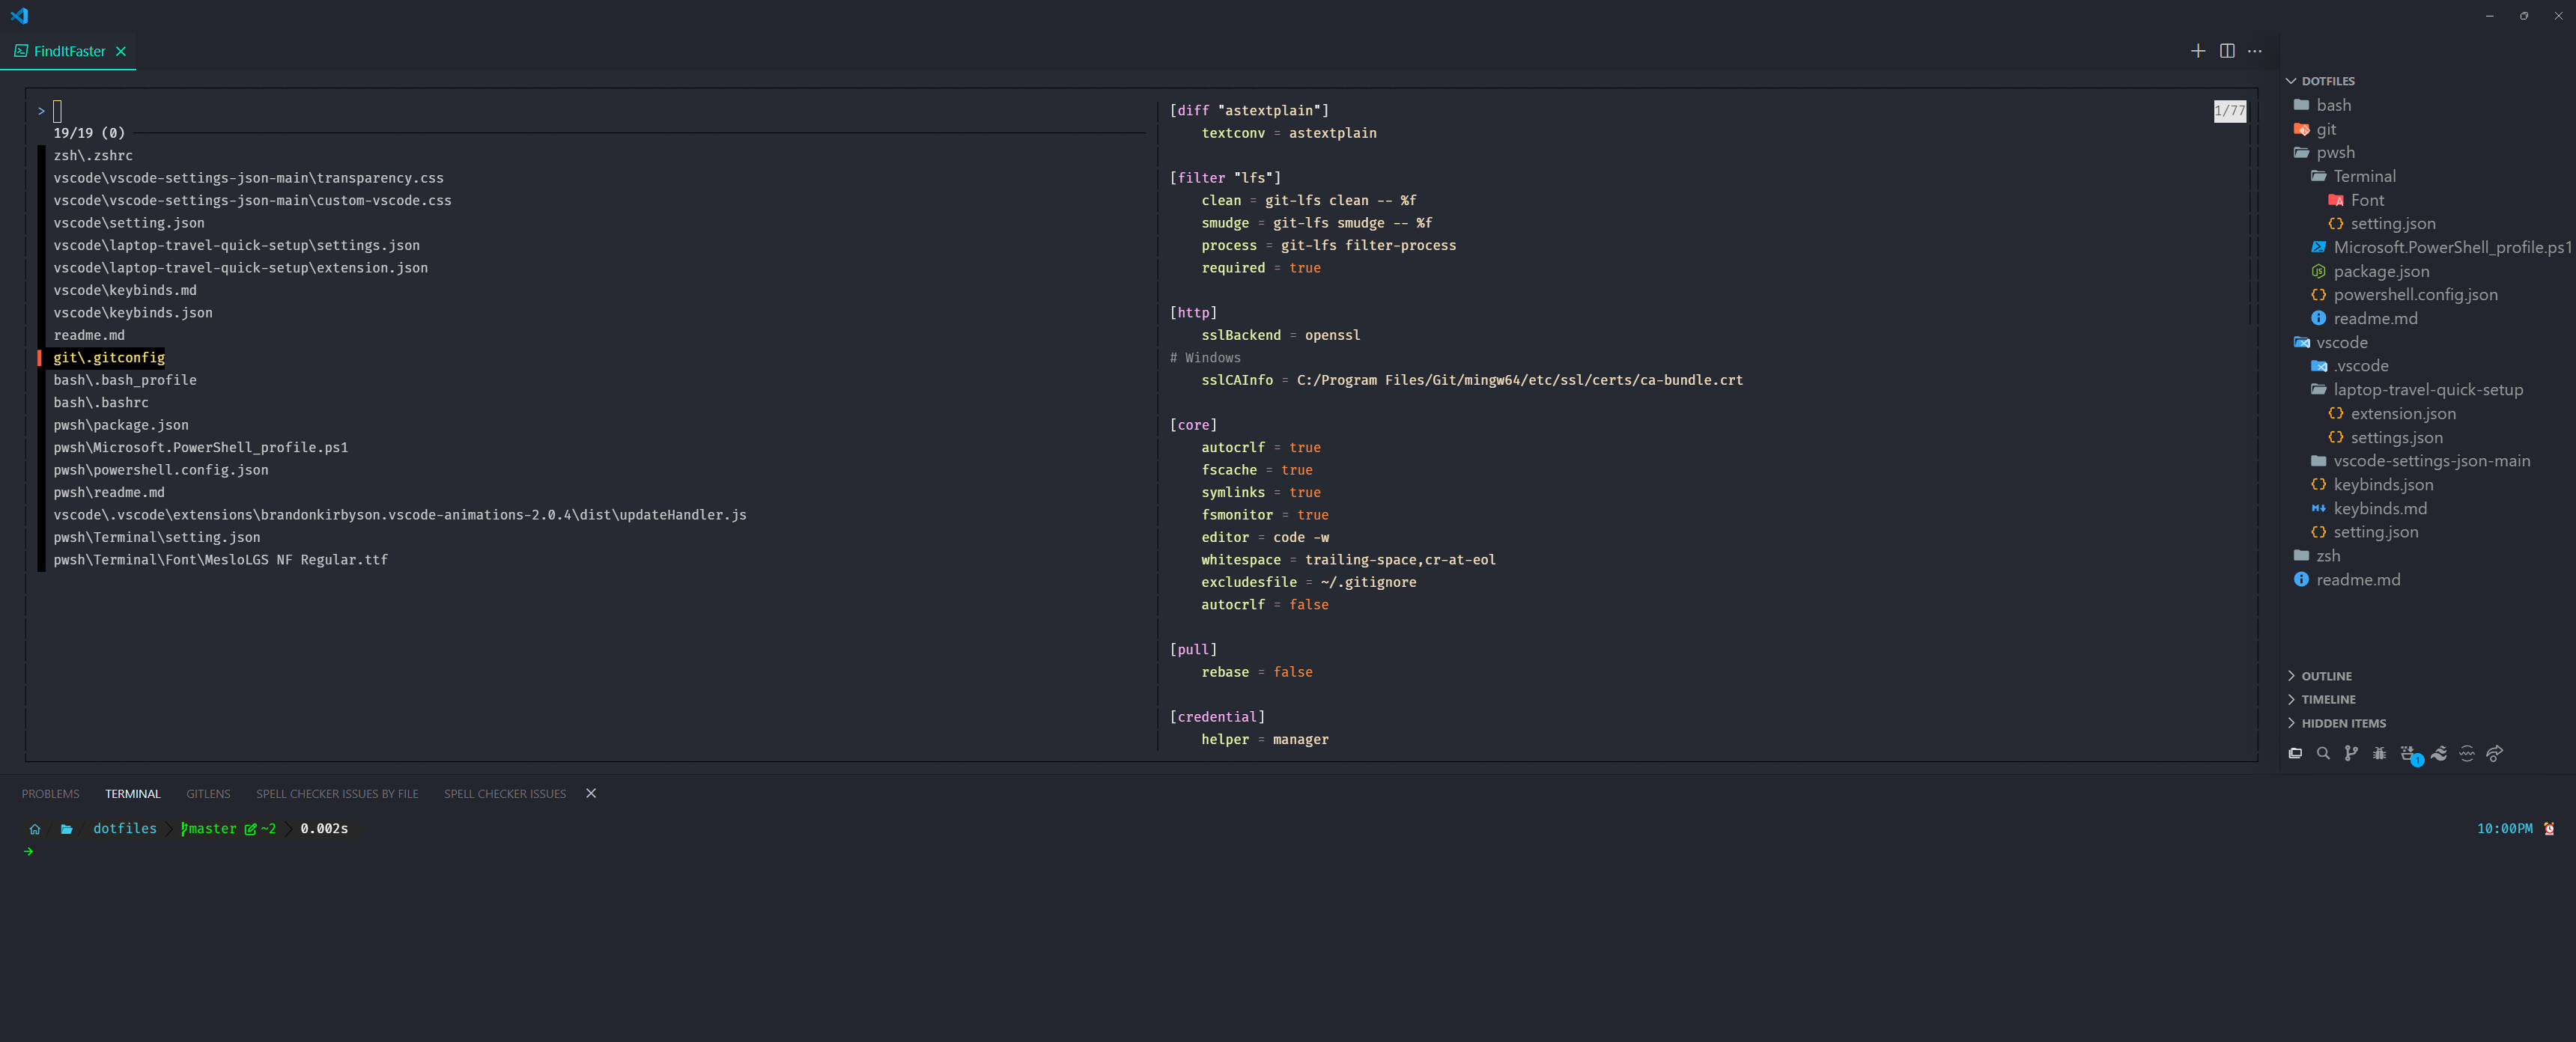 FindItFaster
>
19/19 (0)
zsh\.zshrc
vscode\vscode-settings-json-main\transparency.css
vscode\vscode-settings-json-main\custom-vscode.css
vscode\setting.json
vscode\laptop-travel-quick-setup\settings.json
vscode\laptop-travel-quick-setup\extension.json
vscode\keybinds.md
vscode\keybinds.json
readme.md
git\.gitconfig
bash\.bash_profile
bash\.bashrc
pwsh\package.json
pwsh\Microsoft.PowerShell_profile.ps1
pwsh\powershell.config.json
pwsh\readme.md
vscode\.vscode\extensions\brandonkirbyson.vscode-animations-2.0.4\dist\updateHandler.js
pwsh\Terminal\setting.json
pwsh\Terminal\Font\MesloLGS NF Regular.ttf
[diff "astextplain"]
1/77
textconv = astextplain
[filter "lfs"]
clean = git-lfs clean -- %f
smudge = git-lfs smudge -- %f
process = git-lfs filter-process
required = true
[http]
sslBackend = openssl
# Windows
sslCAInfo = C:/Program Files/Git/mingw64/etc/ssl/certs/ca-bundle.crt
[core]
autocrlf = true
fscache = true
symlinks = true
fsmonitor = true
editor = code -w
whitespace = trailing-space,cr-at-eol
excludesfile = ~/.gitignore
autocrlf = false
[pull]
rebase = false
[credential]
helper = manager
DOTFILES
bash
git
pwsh
Terminal
Font
setting.json
Microsoft.PowerShell_profile.ps1
package.json
powershell.config.json
readme.md
vscode
.vscode
laptop-travel-quick-setup
extension.json
settings.json
vscode-settings-json-main
keybinds.json
keybinds.md
setting.json
zsh
readme.md
OUTLINE
TIMELINE
HIDDEN ITEMS
1
PROBLEMS TERMINAL GITLENS SPELL CHECKER ISSUES BY FILE SPELL CHECKER ISSUES
dotfiles master ~2 0.002s 10:00PM